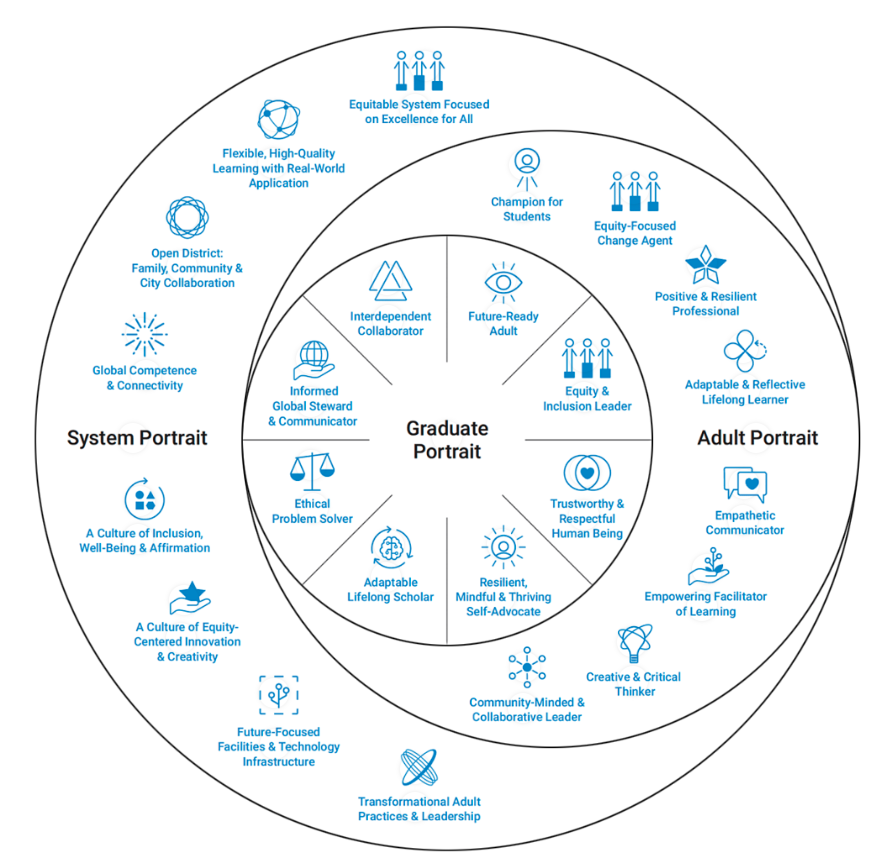 Equitable System Focused
on Excellence for All
Flexible, High-Quality
Learning with Real-World
Application
Open District:
Family, Community &
City Collaboration
Global Competence
& Connectivity
System Portrait
A Culture of Inclusion,
Well-Being & Affirmation
A Culture of Equity-
Centered Innovation
& Creativity
Future-Focused
Facilities & Technology
Infrastructure
Transformational Adult
Practices & Leadership
Champion for
Students
Equity-Focused
Change Agent
Positive & Resilient
Professional
Adaptable & Reflective
Lifelong Learner
Adult Portrait
Empathetic
Communicator
Empowering Facilitator
of Learning
Creative & Critical
Thinker
Community-Minded &
Collaborative Leader
Interdependent
Collaborator
Future-Ready
Adult
Informed
Global Steward
& Communicator
Equity &
Inclusion Leader
Graduate
Portrait
Ethical
Problem Solver
Trustworthy &
Respectful
Human Being
Adaptable
Lifelong Scholar
Resilient,
Mindful & Thriving
Self-Advocate